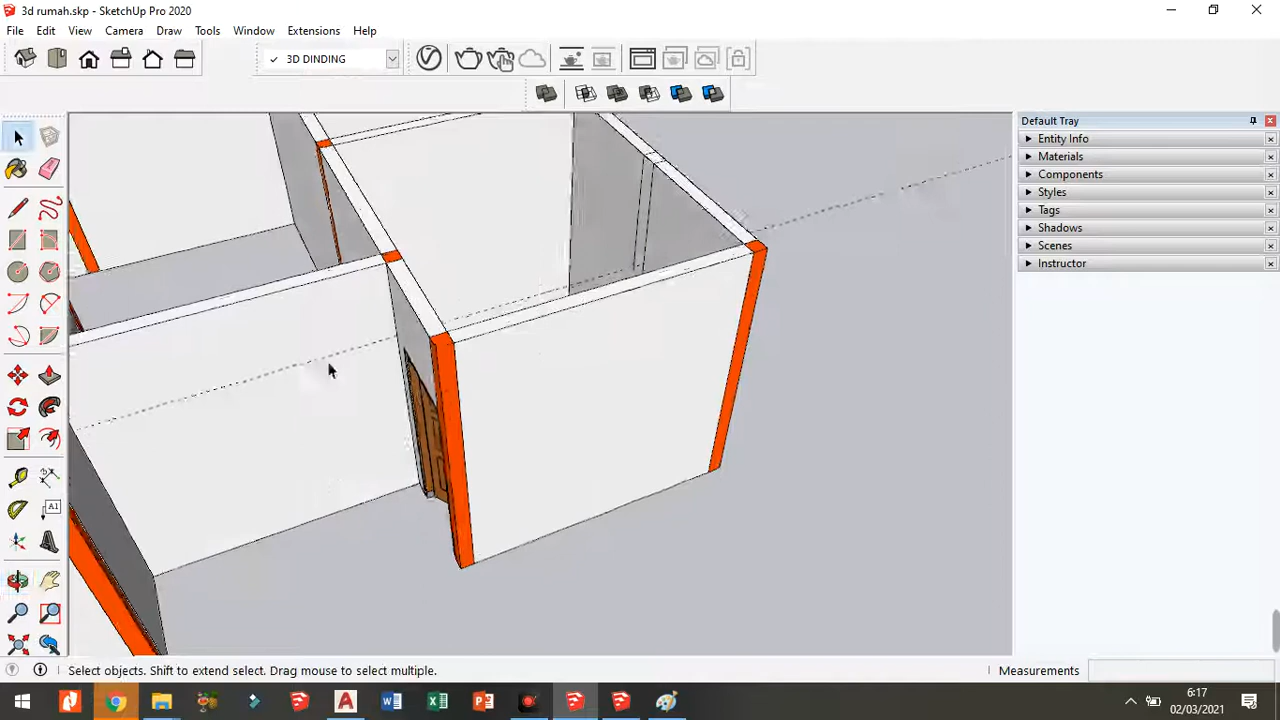 3d rumah.skp - SketchUp Pro 2020
File Edit View Camera Draw Tools Window Extensions Help
✓ 3D DINDING
Default Tray
Entity Info
Materials
Components
Styles
Tags
Shadows
Scenes
Instructor
A1
Select objects. Shift to extend select. Drag mouse to select multiple.
Measurements
6:17
02/03/2021